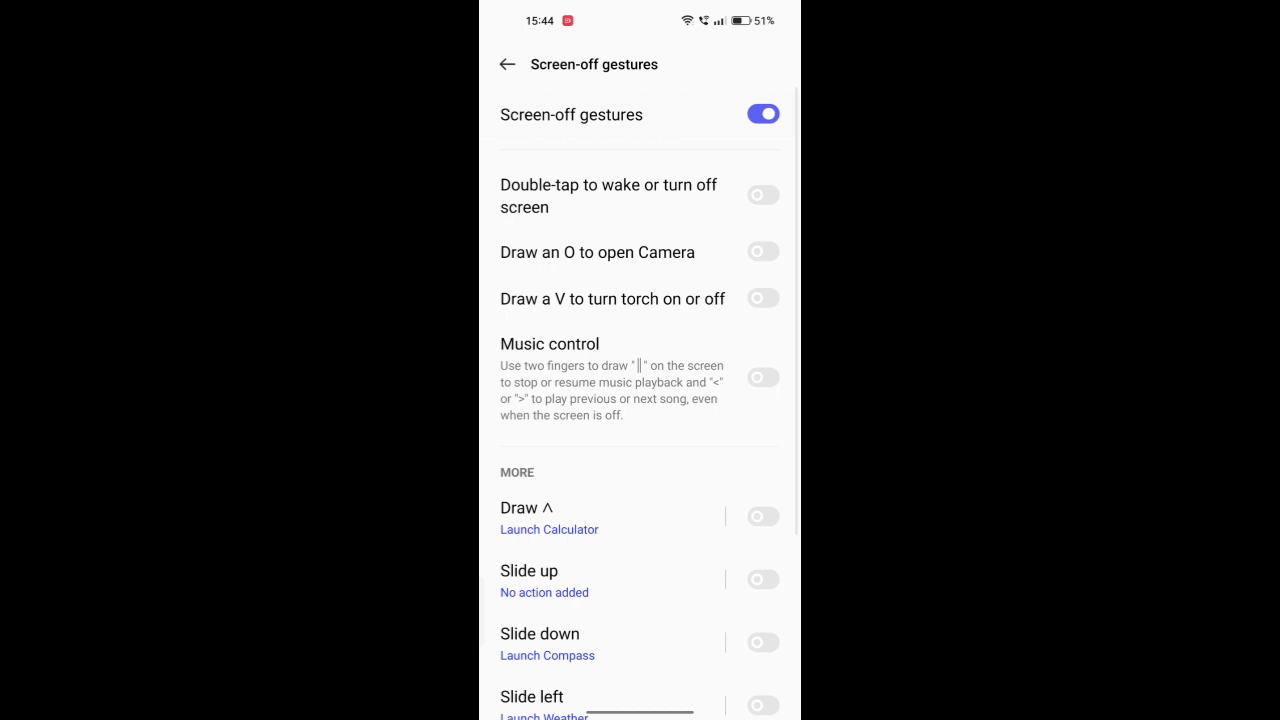 15:44
51%
Screen-off gestures
Screen-off gestures
Double-tap to wake or turn off
screen
Draw an O to open Camera
Draw a V to turn torch on or off
Music control
Use two fingers to draw "║" on the screen
to stop or resume music playback and "<"
or ">" to play previous or next song, even
when the screen is off.
MORE
Draw ^
Launch Calculator
Slide up
No action added
Slide down
Launch Compass
Slide left
Launch Weather